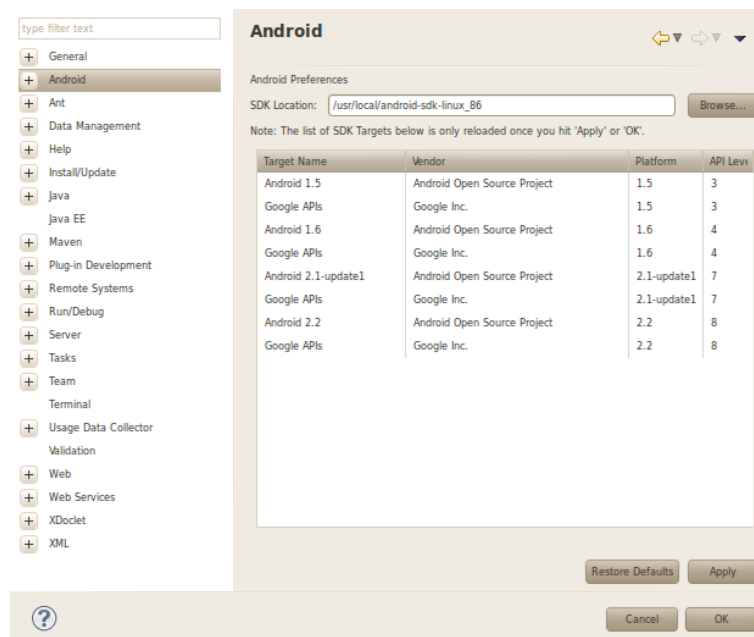 type filter text
General
Android
Ant
Data Management
Help
Install/Update
Java
Java EE
Maven
Plug-in Development
Remote Systems
Run/Debug
Server
Tasks
Team
Terminal
Usage Data Collector
Validation
Web
Web Services
XDoclet
XML
Android
Android Preferences
SDK Location: /usr/local/android-sdk-linux_86 Browse...
Note: The list of SDK Targets below is only reloaded once you hit 'Apply' or 'OK'.
Target Name Vendor Platform API Leve
Android 1.5 Android Open Source Project 1.5 3
Google APIs Google Inc. 1.5 3
Android 1.6 Android Open Source Project 1.6 4
Google APIs Google Inc. 1.6 4
Android 2.1-update1 Android Open Source Project 2.1-update1 7
Google APIs Google Inc. 2.1-update1 7
Android 2.2 Android Open Source Project 2.2 8
Google APIs Google Inc. 2.2 8
Restore Defaults Apply
? Cancel OK